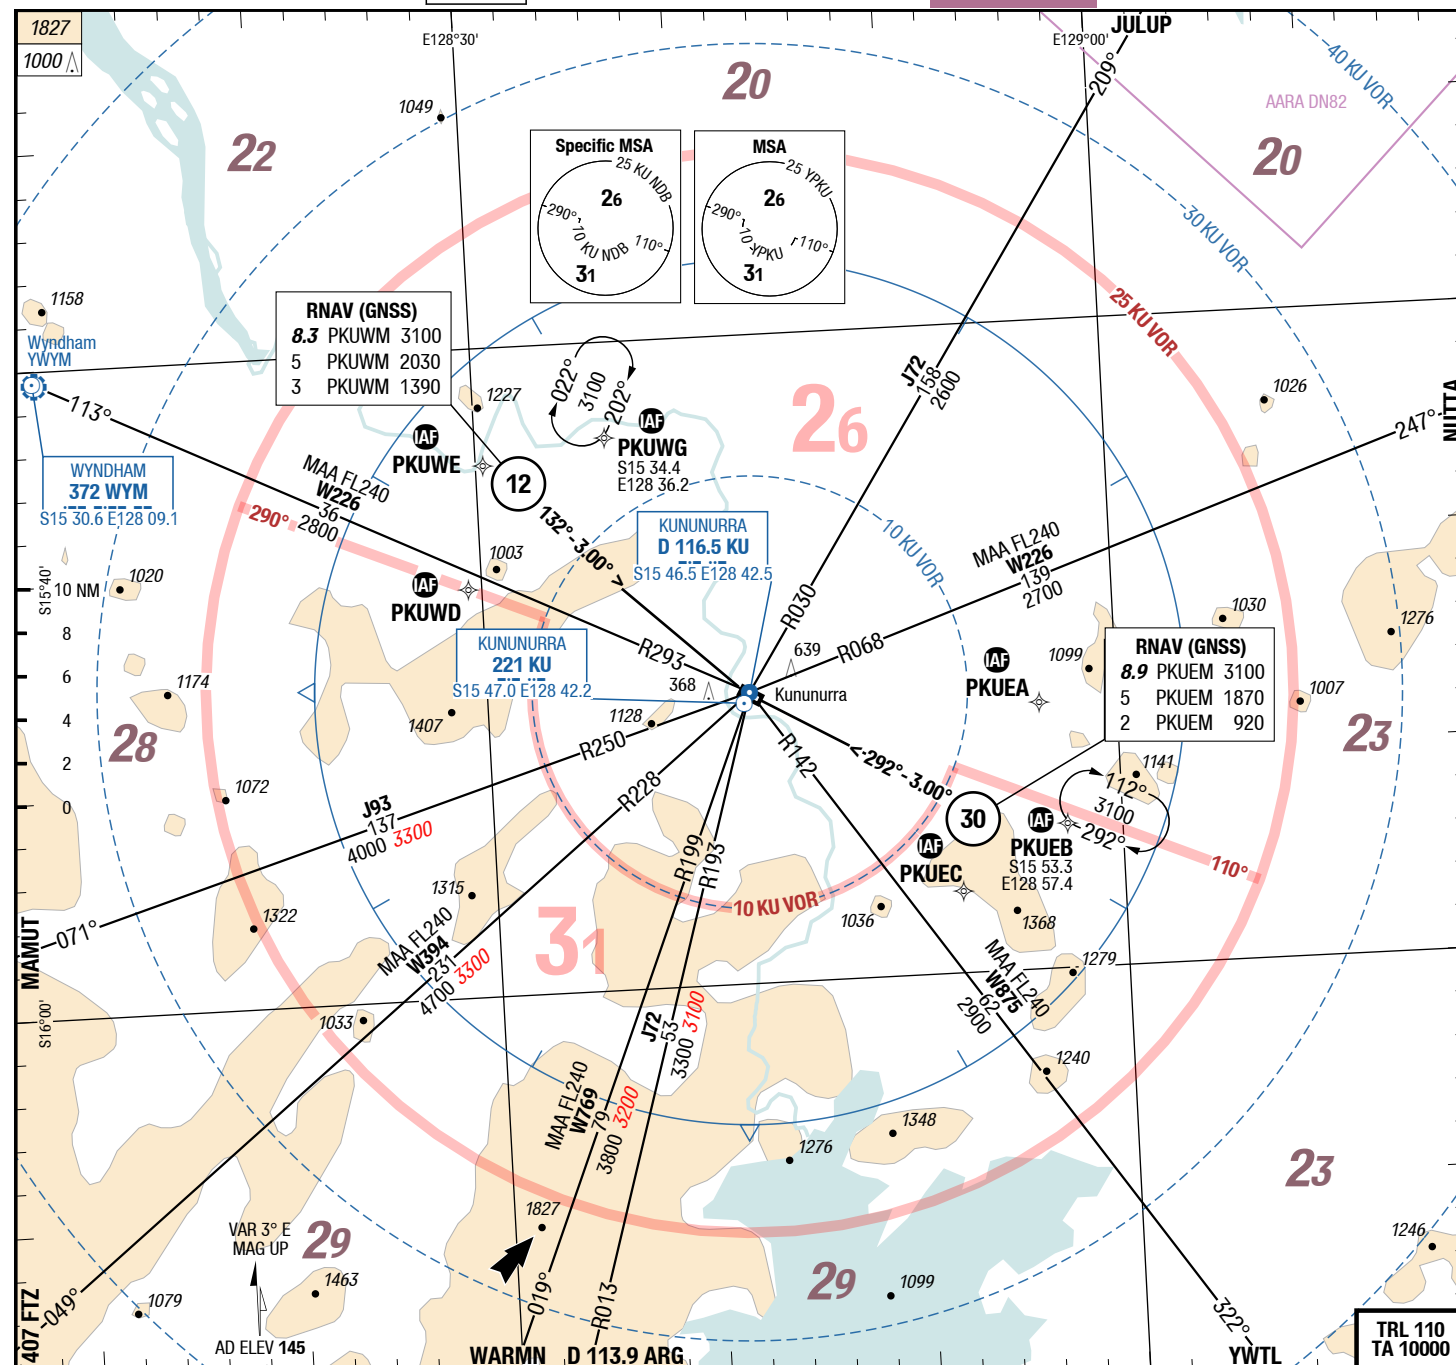 1827
1000
E128°30'
E129°00'
JULUP
209°
40 KU VOR
AARA DN82
20
20
22
1049
Specific MSA
25 KU NDB
26
290°
10 KU NDB
110°
31
MSA
25 YPKU
26
290°
10 YPKU
110°
31
30 KU VOR
25 KU VOR
1158
Wyndham
YWYM
RNAV (GNSS)
8.3 PKUWM 3100
5 PKUWM 2030
3 PKUWM 1390
022°
3100
202°
1227
IAF
PKUWE
IAF
PKUWG
S15 34.4
E128 36.2
12
26
J72
158
2600
1026
NUTTA
247°
113°
WYNDHAM
372 WYM
S15 30.6 E128 09.1
MAA FL240
W226
36
2800
290°
132°-3.00°
KUNUNURRA
D 116.5 KU
S15 46.5 E128 42.5
10 KU VOR
MAA FL240
W226
139
2700
1003
1020
S15°40'
10 NM
8
6
4
2
0
IAF
PKUWD
KUNUNURRA
221 KU
S15 47.0 E128 42.2
R293
R030
R068
639
368
Kununurra
IAF
PKUEA
1099
1030
1276
RNAV (GNSS)
8.9 PKUEM 3100
5 PKUEM 1870
2 PKUEM 920
1007
1174
28
1407
1128
R250
R228
R142
<-292°-3.00°
23
1141
112°
3100
292°
30
IAF
PKUEB
S15 53.3
E128 57.4
IAF
PKUEC
110°
1072
J93
137
4000 3300
R199
R193
10 KU VOR
1036
1368
1315
1322
MAMUT
071°
31
MAA FL240
W394
231
4700 3300
1279
MAA FL240
W875
62
2900
S16°00'
1033
J72
53
3300 3100
MAA FL240
W769
79
3800 3200
1240
1348
1276
23
1827
VAR 3° E
MAG UP
29
1463
1079
AD ELEV 145
407 FTZ
049°
019°
R013
29
1099
1246
322°
WARMN
D 113.9 ARG
YWTL
TRL 110
TA 10000